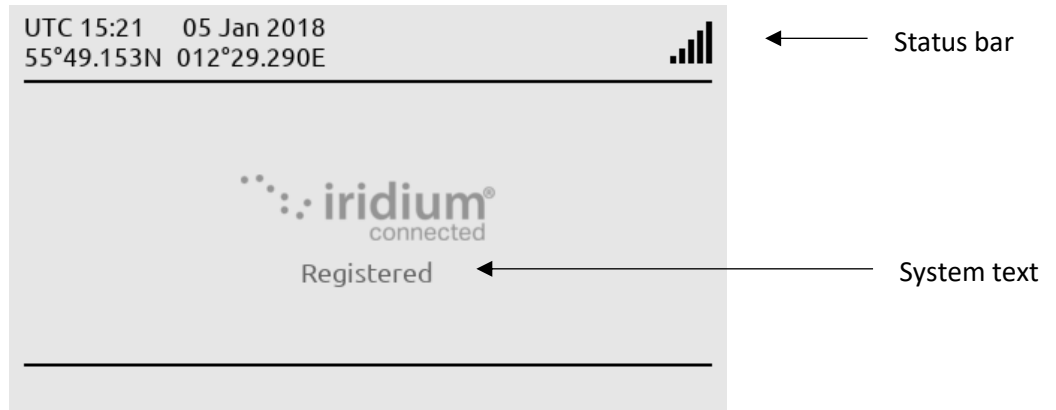 UTC 15:21 05 Jan 2018
55°49.153N 012°29.290E
Status bar
iridium®
connected
Registered
System text